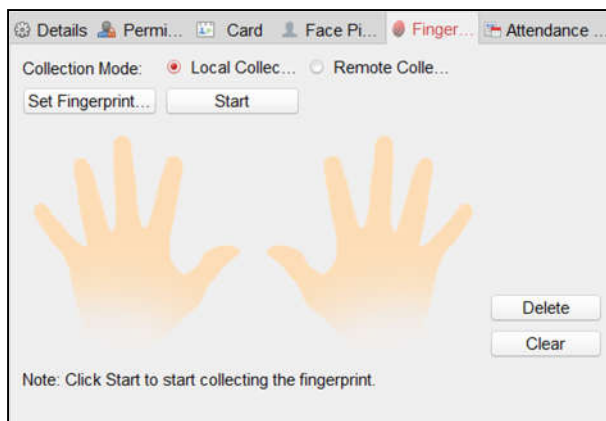 Details Permi... Card Face Pi... Finger... Attendance ...
Collection Mode: Local Collec... Remote Colle...
Set Fingerprint... Start
Delete
Clear
Note: Click Start to start collecting the fingerprint.